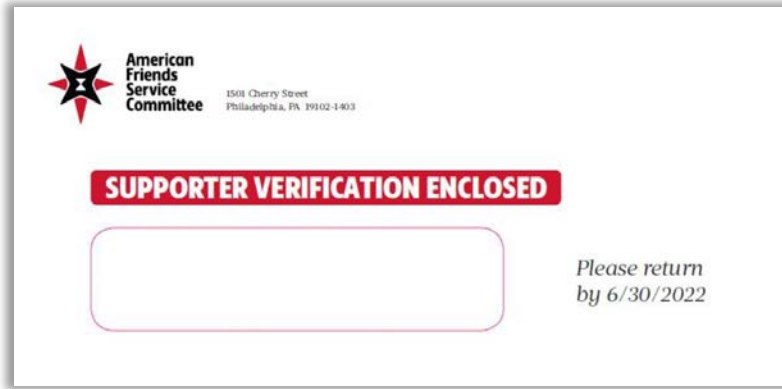 American
Friends
Service
Committee
1501 Cherry Street
Philadelphia, PA 19102-1403
SUPPORTER VERIFICATION ENCLOSED
Please return
by 6/30/2022